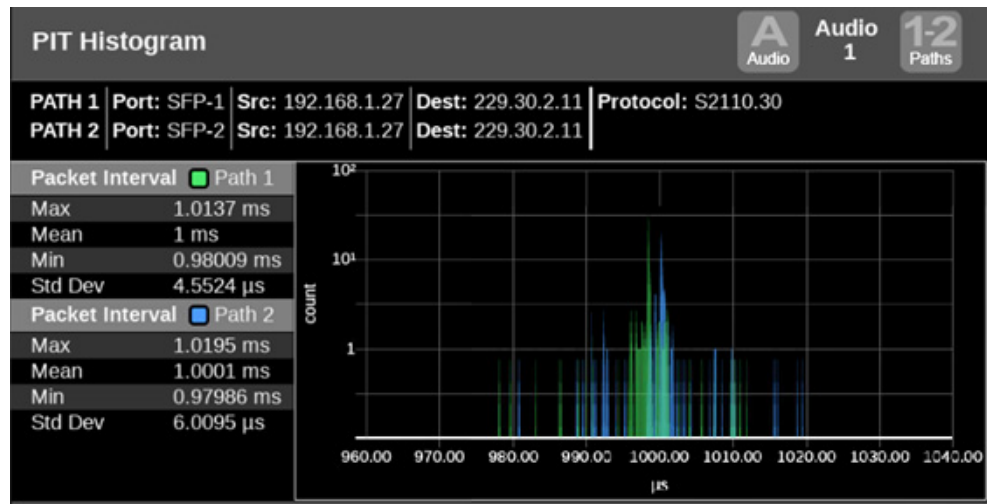 PIT Histogram
A Audio
Audio 1
1-2 Paths
PATH 1 Port: SFP-1 Src: 192.168.1.27 Dest: 229.30.2.11 Protocol: S2110.30
PATH 2 Port: SFP-2 Src: 192.168.1.27 Dest: 229.30.2.11
Packet Interval Path 1
Max 1.0137 ms
Mean 1 ms
Min 0.98009 ms
Std Dev 4.5524 µs
Packet Interval Path 2
Max 1.0195 ms
Mean 1.0001 ms
Min 0.97986 ms
Std Dev 6.0095 µs
10²
10¹
1
count
960.00 970.00 980.00 990.00 1000.00 1010.00 1020.00 1030.00 1040.00
µs